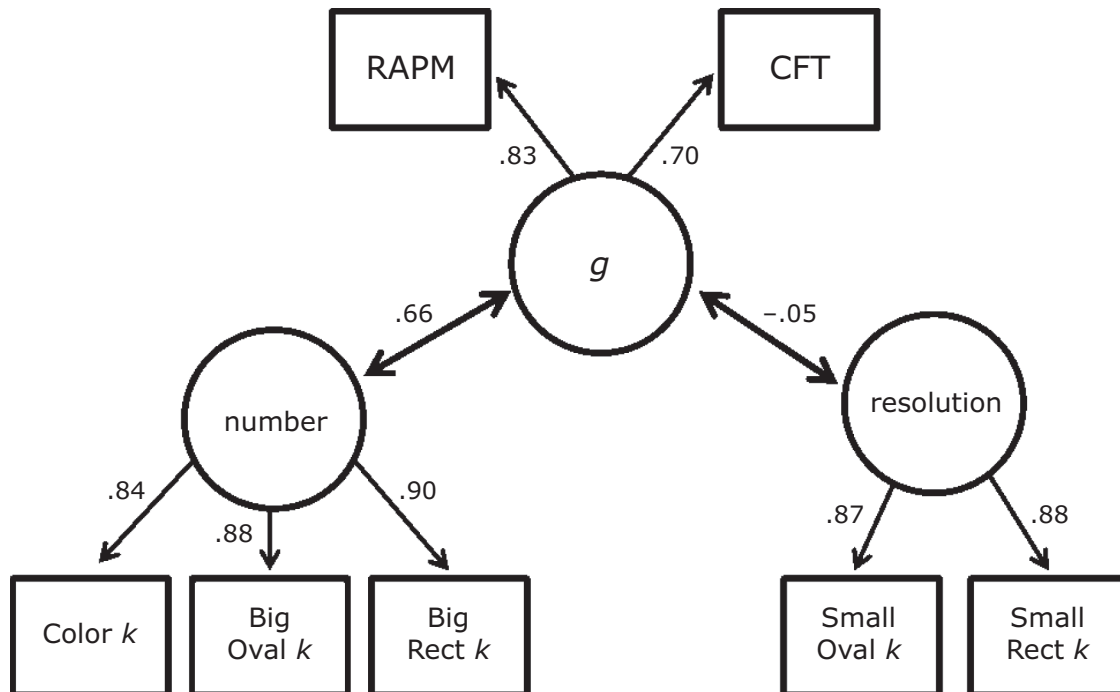 RAPM
CFT
.83
.70
g
.66
–.05
number
resolution
.84
.88
.90
.87
.88
Color k
Big
Oval k
Big
Rect k
Small
Oval k
Small
Rect k